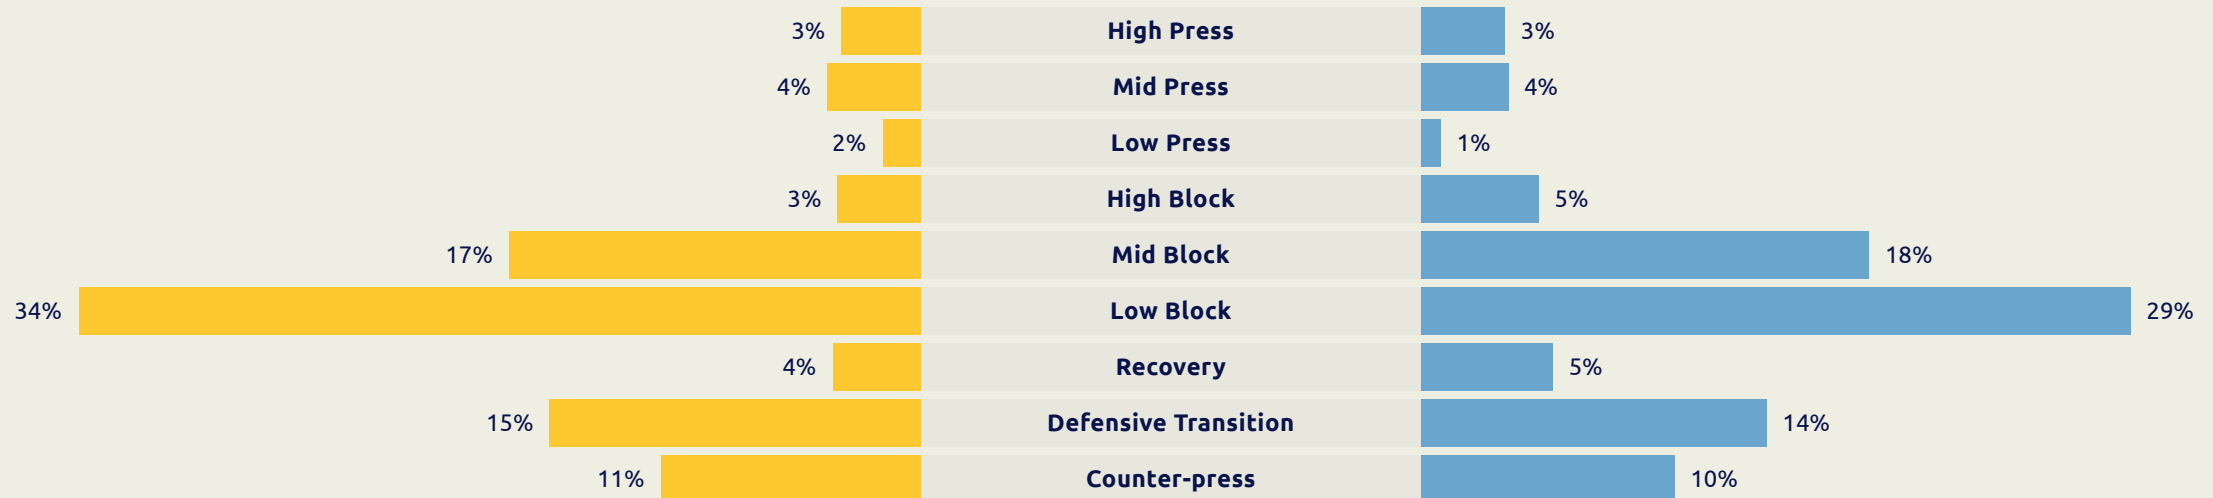 3% High Press 3%
4% Mid Press 4%
2% Low Press 1%
3% High Block 5%
17% Mid Block 18%
34% Low Block 29%
4% Recovery 5%
15% Defensive Transition 14%
11% Counter-press 10%